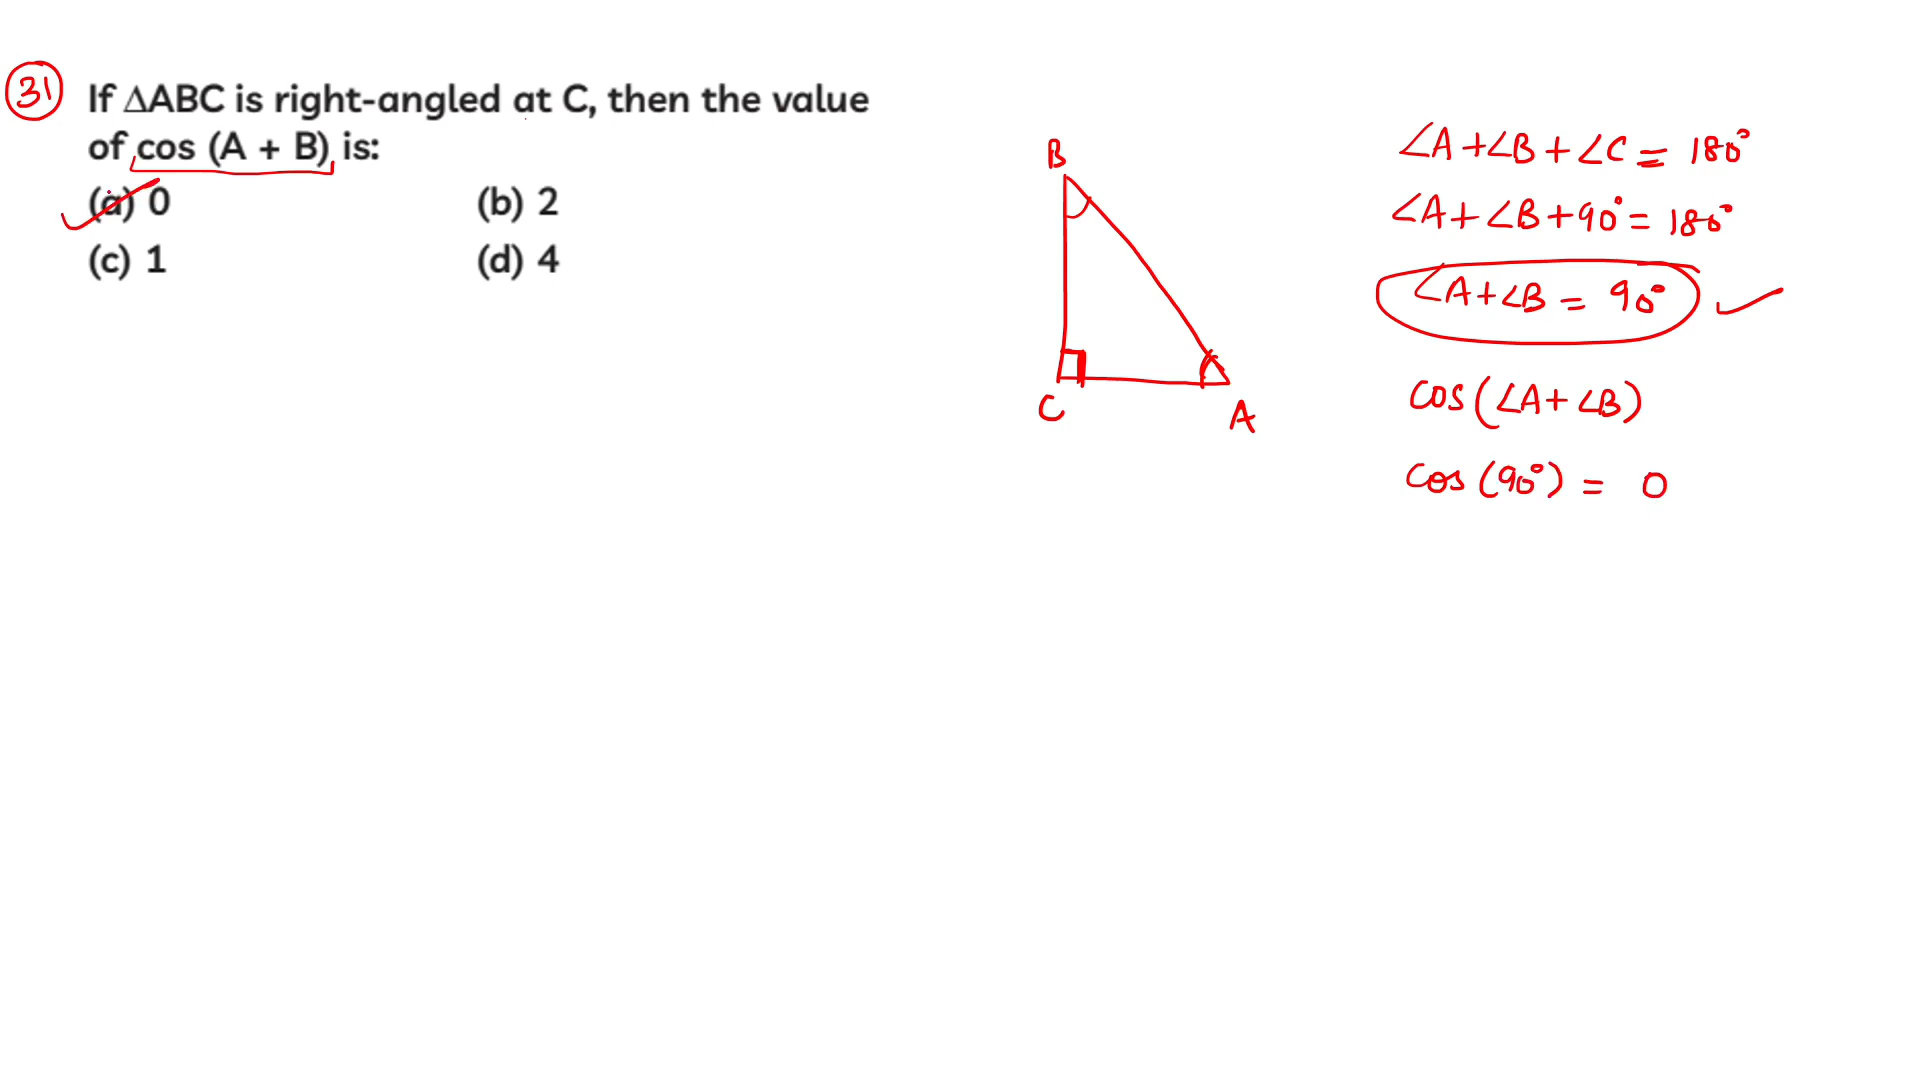 31 If ΔABC is right-angled at C, then the value
of cos (A + B) is:
(a) 0 (b) 2
(c) 1 (d) 4
B
C
A
∠A+∠B+∠C = 180°
∠A+∠B+90° = 180°
∠A+∠B = 90°
cos(∠A+∠B)
cos(90°) = 0